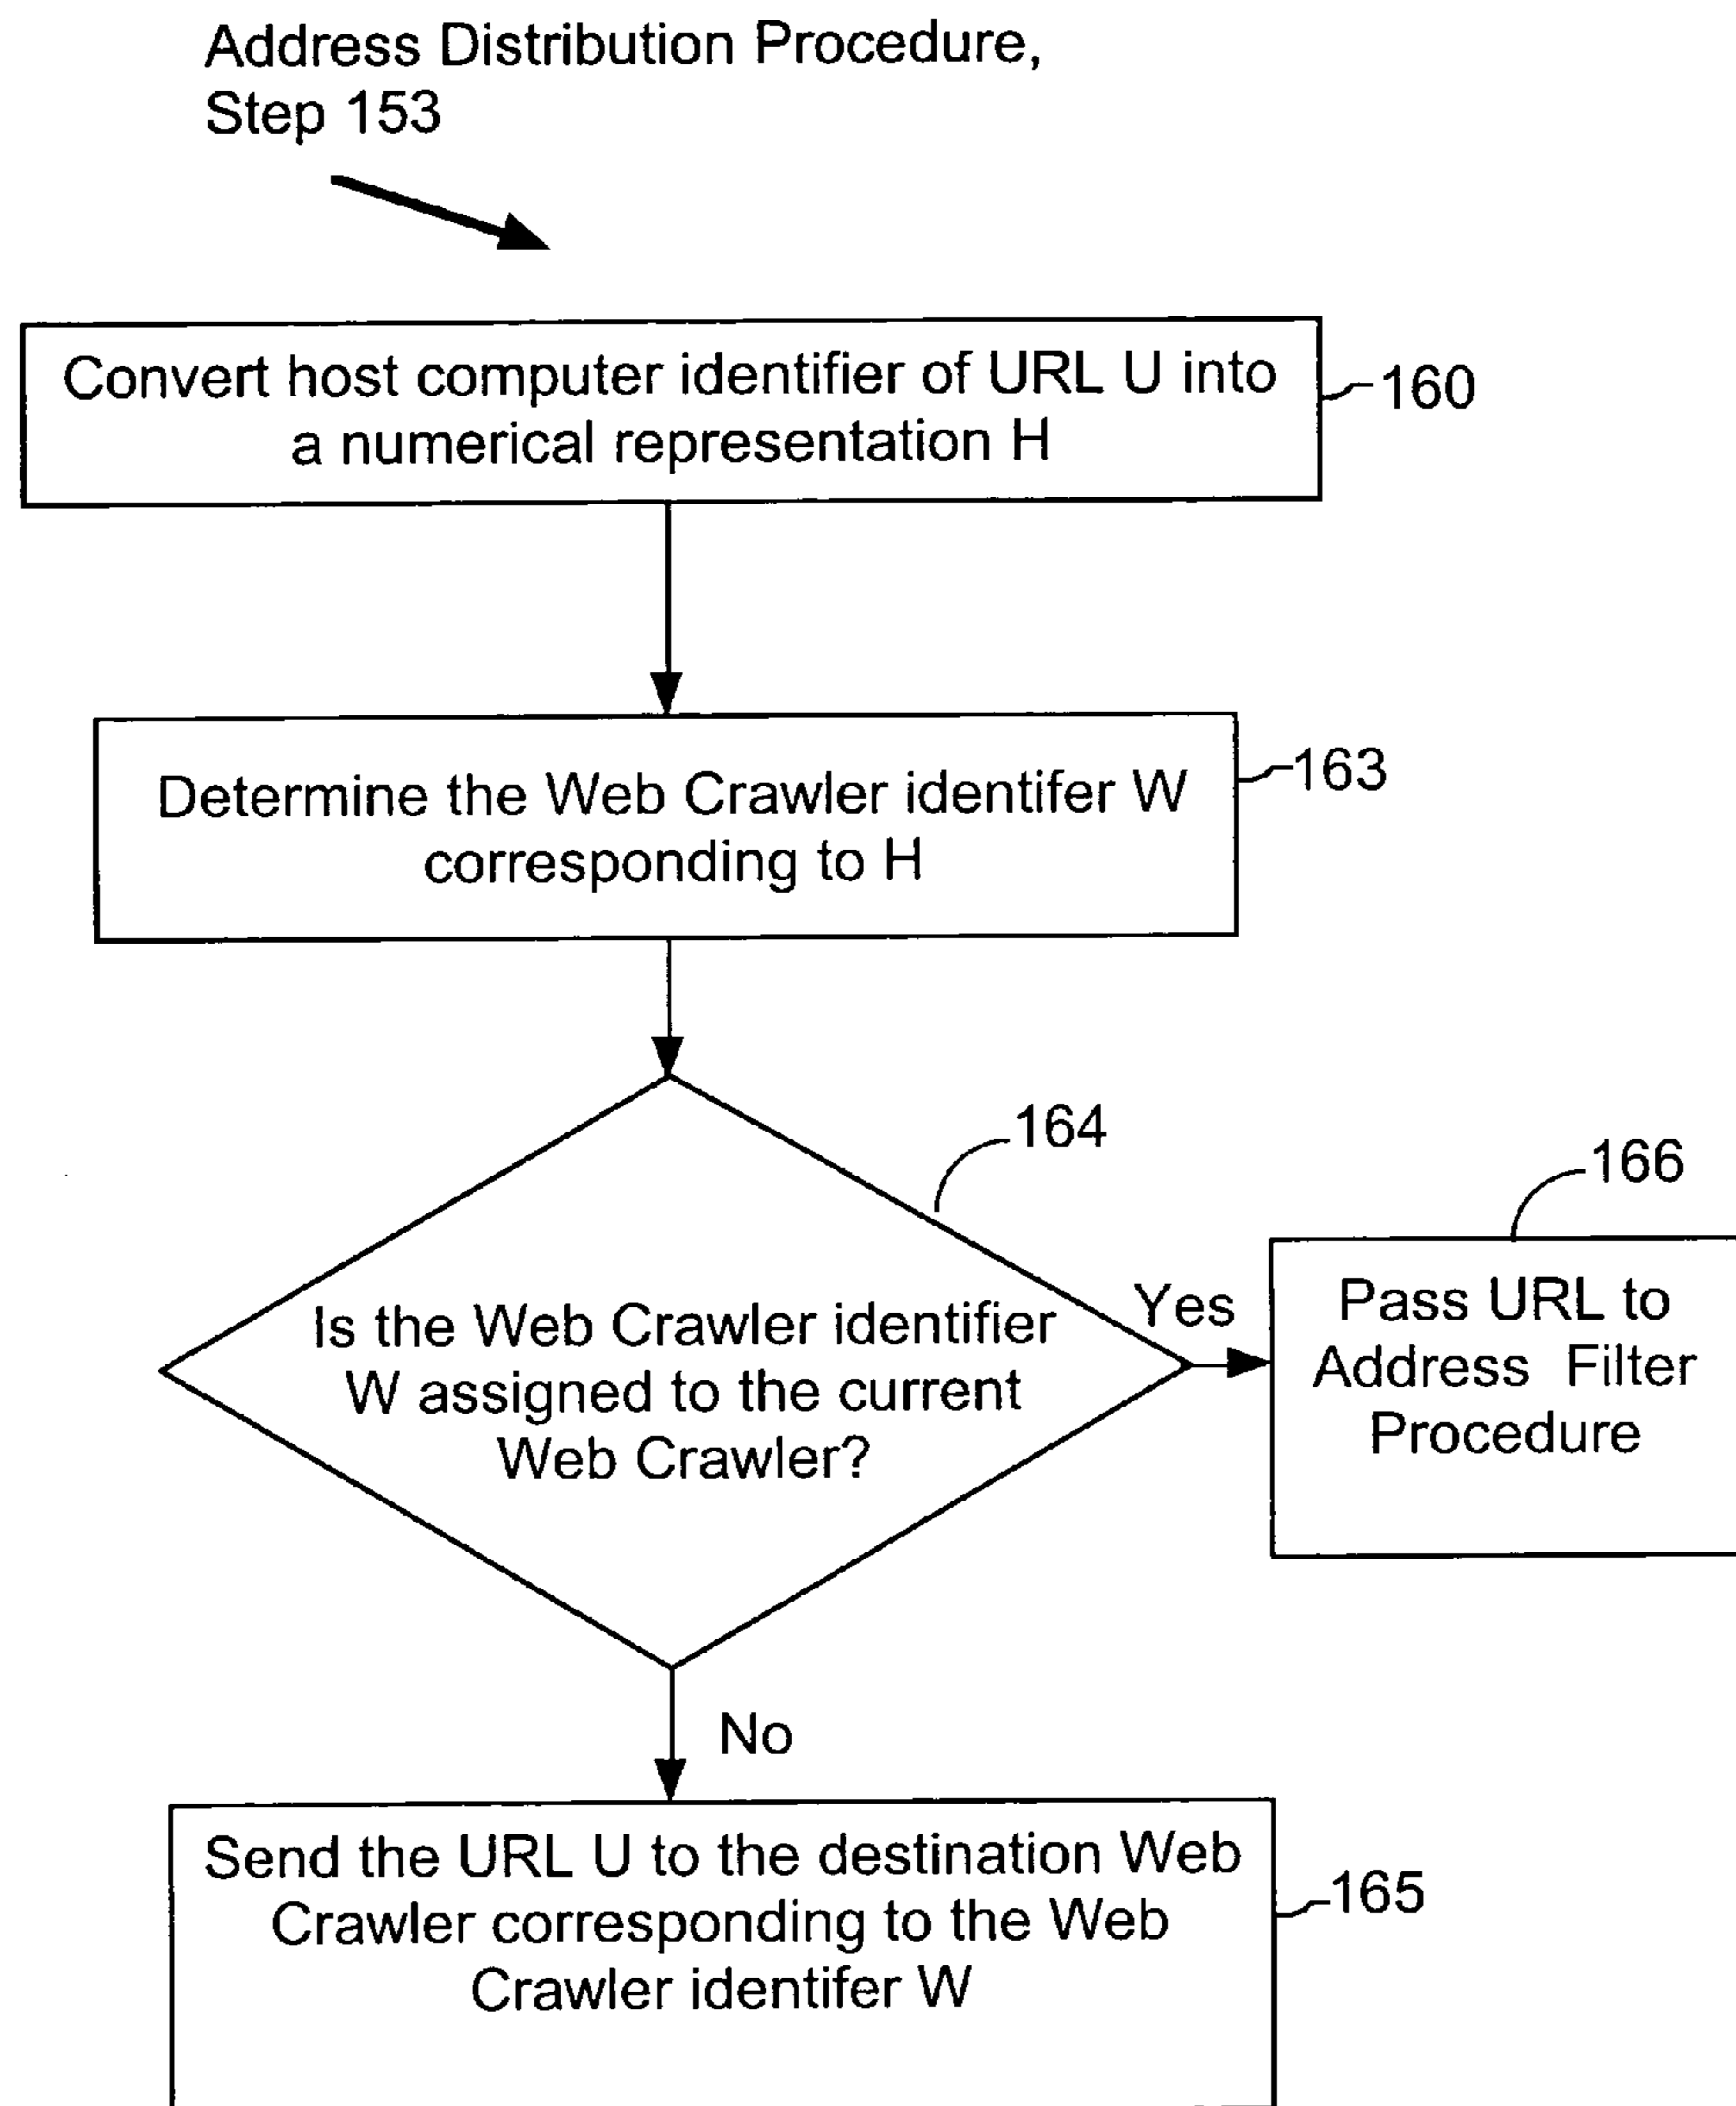 Address Distribution Procedure,
Step 153
Convert host computer identifier of URL U into
a numerical representation H
160
Determine the Web Crawler identifer W
corresponding to H
163
164
166
Is the Web Crawler identifier
W assigned to the current
Web Crawler?
Yes
Pass URL to
Address Filter
Procedure
No
Send the URL U to the destination Web
Crawler corresponding to the Web
Crawler identifer W
165